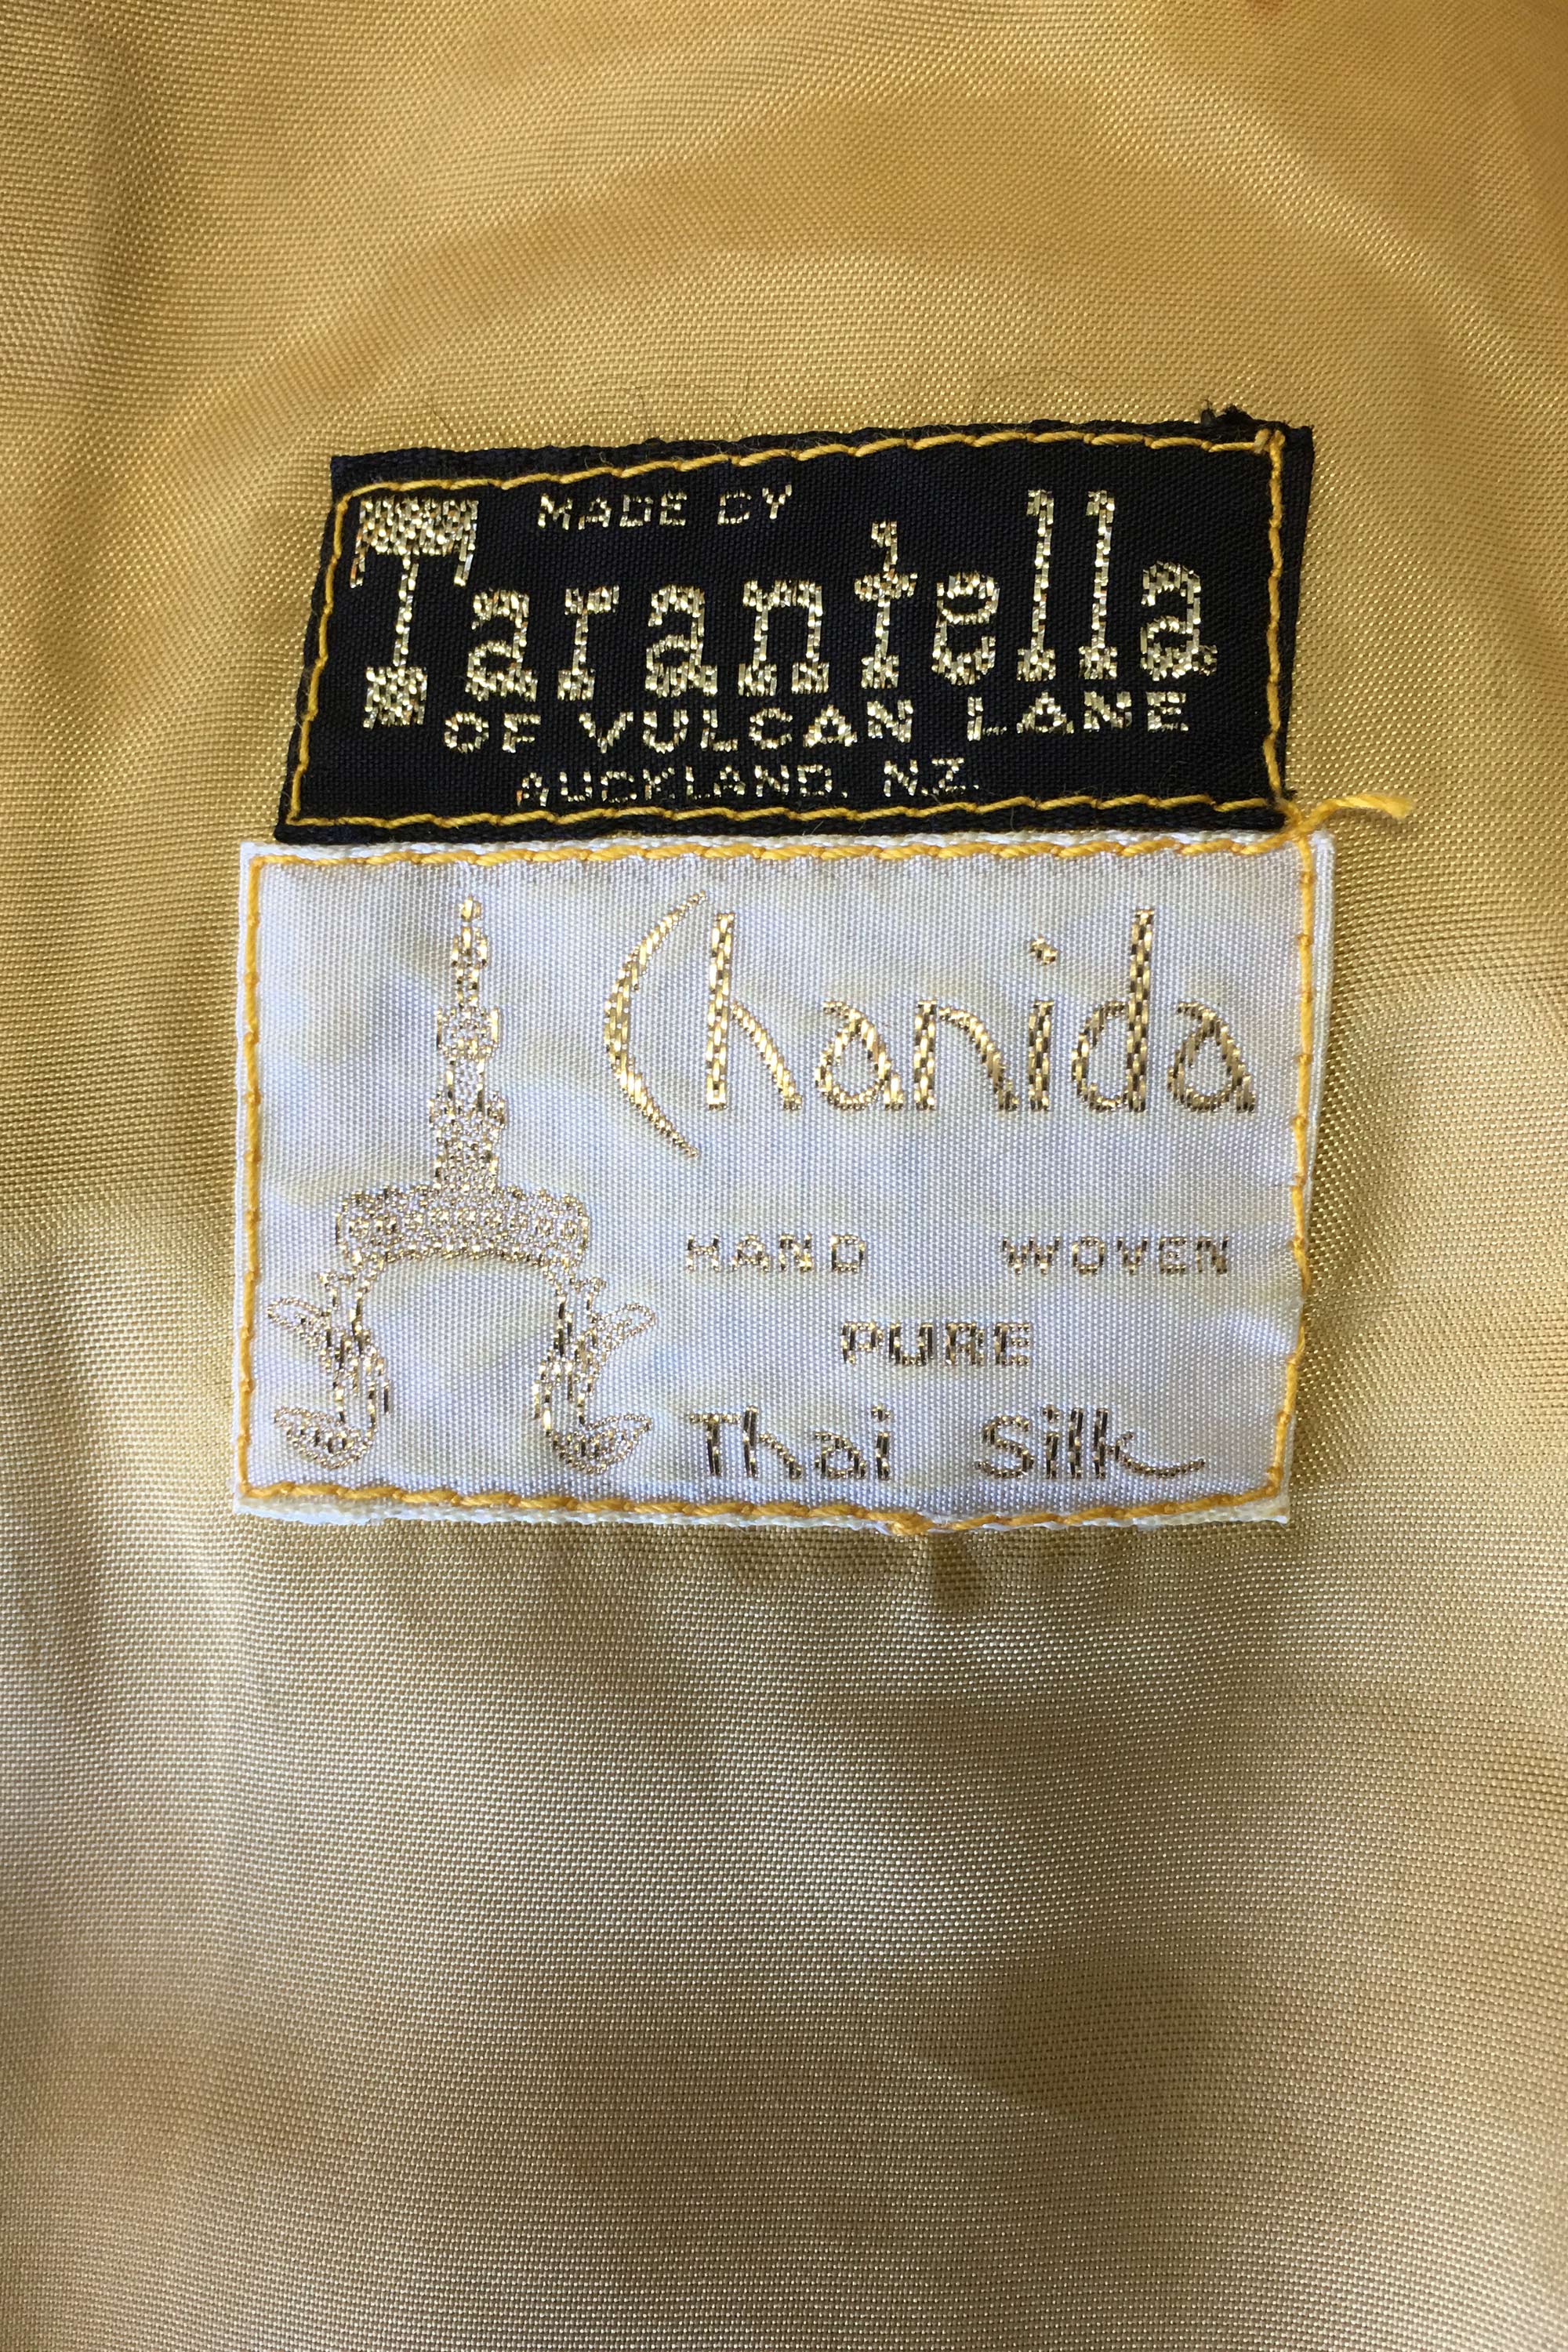 MADE BY
Tarantella
OF VULCAN LANE
AUCKLAND. N.Z.
Chanida
HAND WOVEN
PURE
Thai Silk